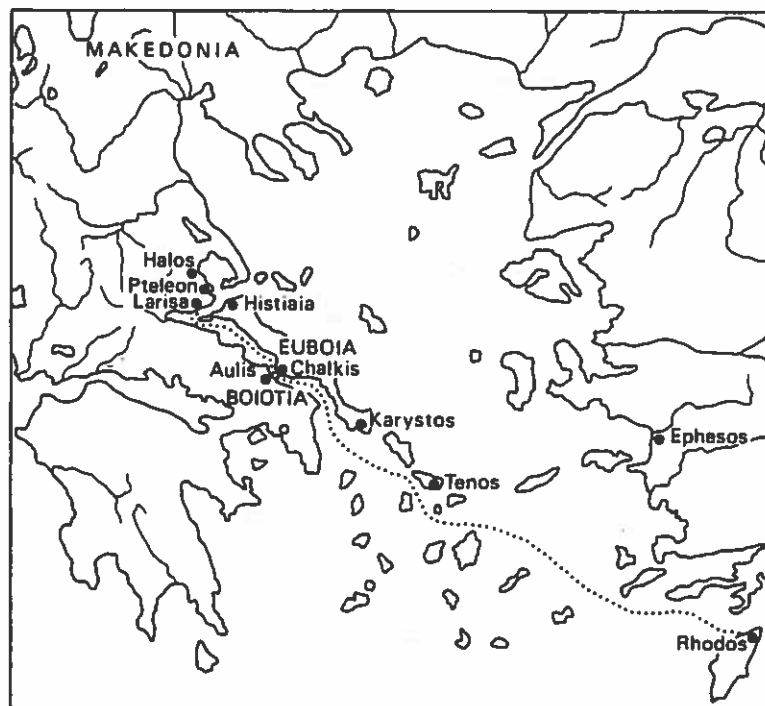 MAKEDONIA
Halos
Pteleon
Larisa
Histiaia
EUBOIA
Aulis
Chalkis
BOIOTIA
Karystos
Ephesos
Tenos
Rhodos